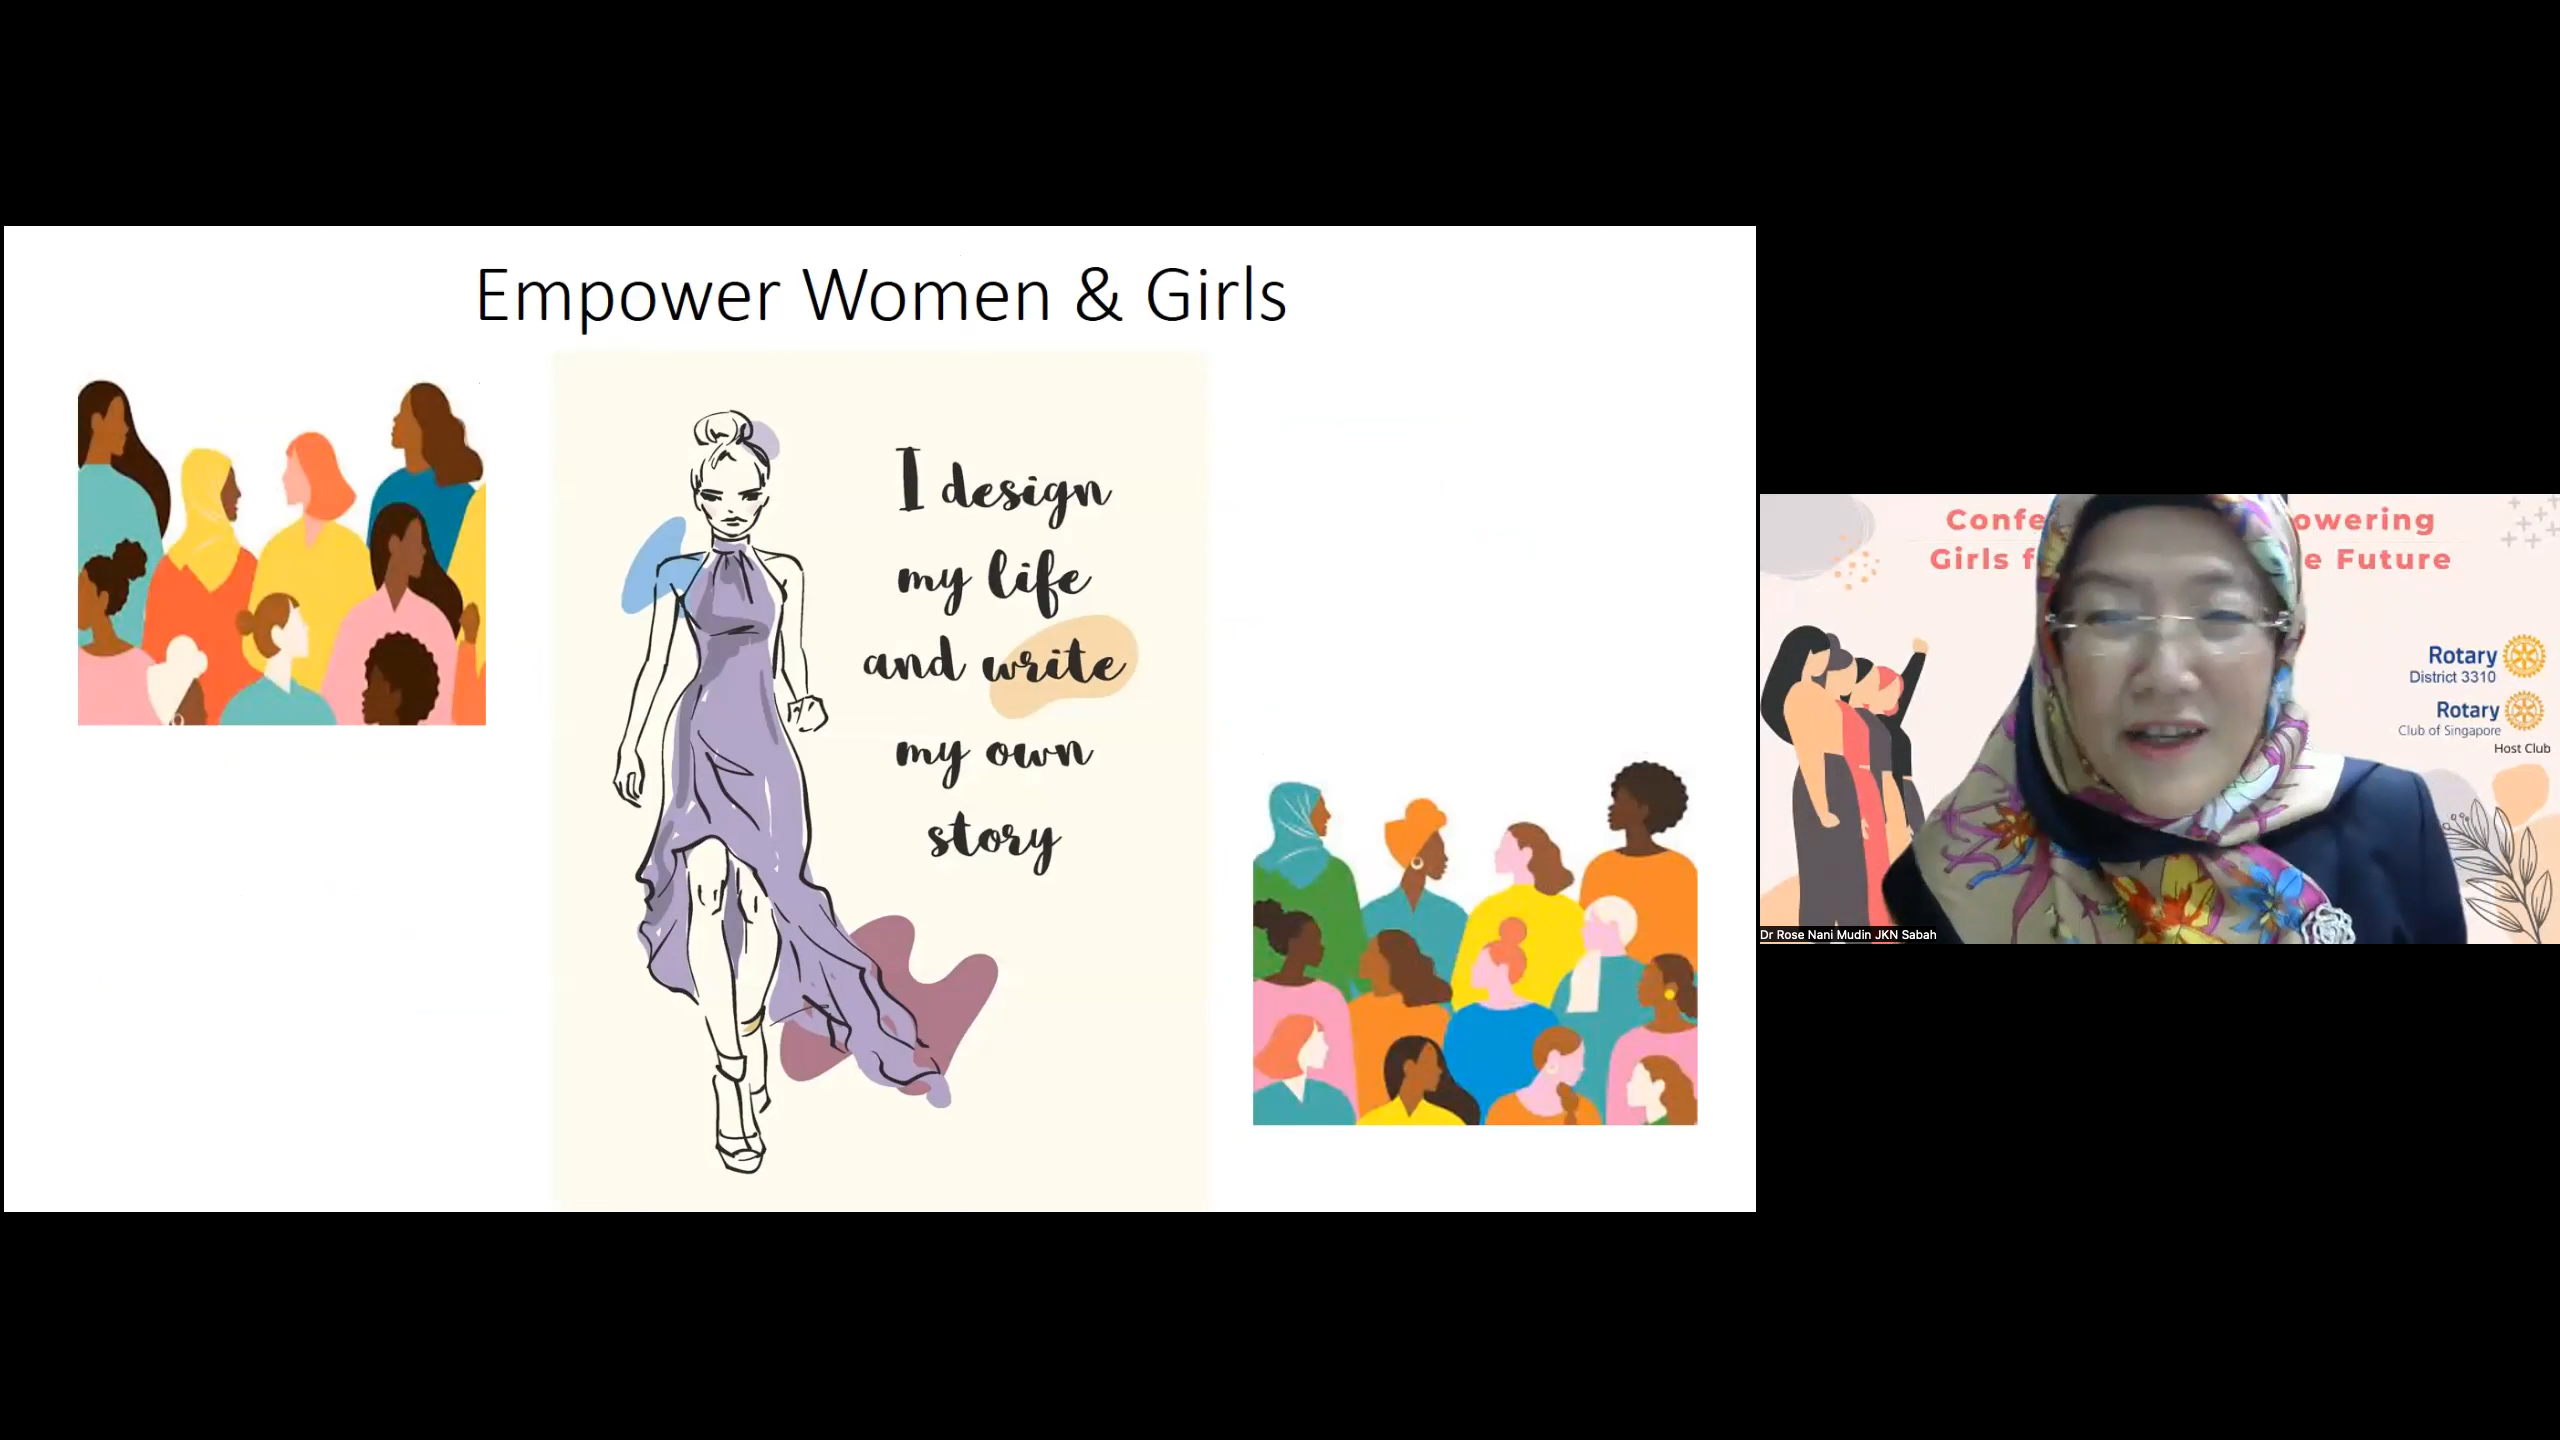 Empower Women & Girls
I design
my life
and write
my own
story
Confe
owering
Girls f
e Future
Rotary
District 3310
Rotary
Club of Singapore
Host Club
Dr Rose Nani Mudin JKN Sabah